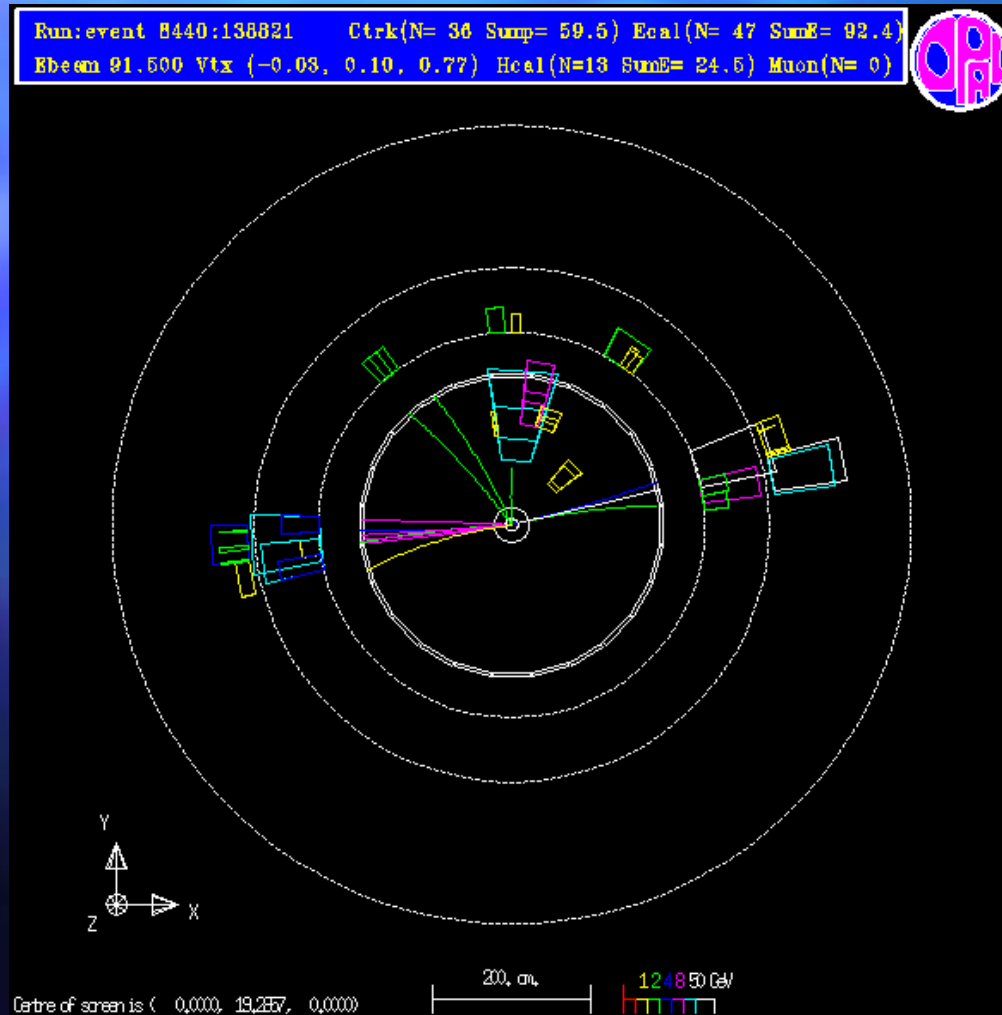 Run:event 8440:138821 Ctrk(N= 36 Sump= 59.5) Ecal(N= 47 SumE= 92.4)
Ebeam 91.500 Vtx (-0.03, 0.10, 0.77) Hcal(N=13 SumE= 24.5) Muon(N= 0)
OPAL
Y
X
Z
200. cm.
1 2 4 8 50 GeV
Centre of screen is ( 0.0000, 19.2857, 0.0000)